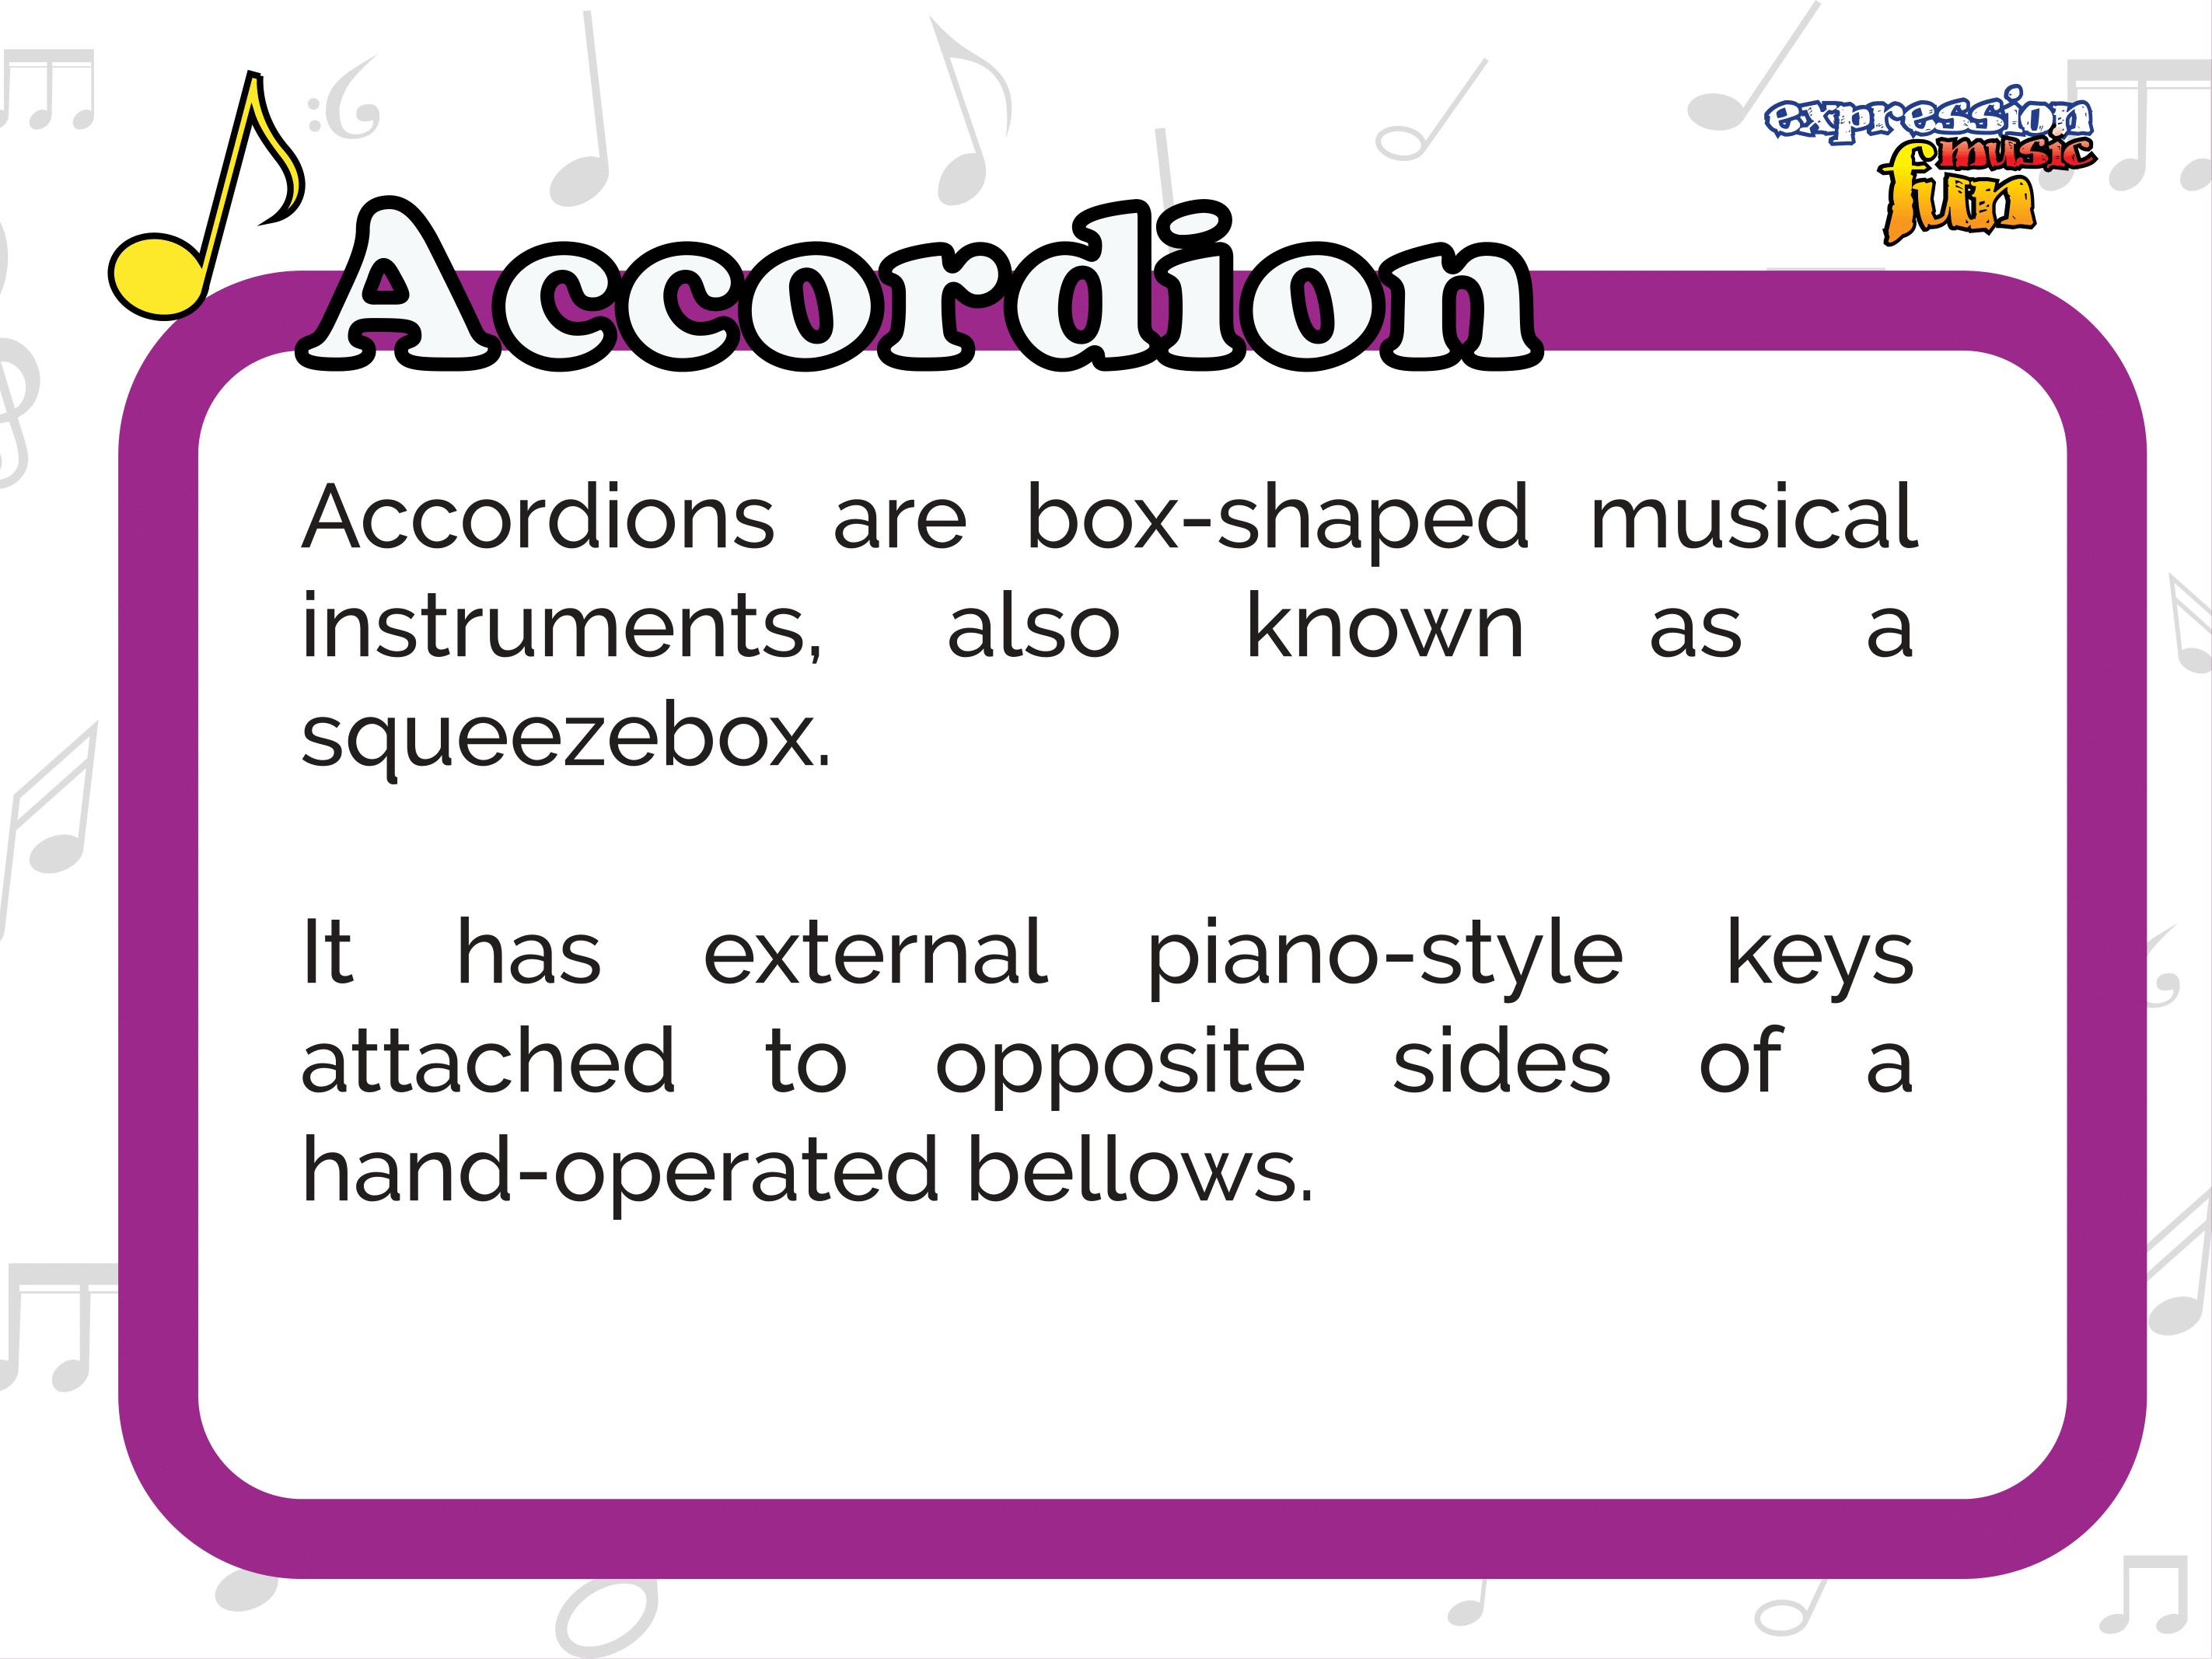 expression
music
fun
Accordion
Accordions are box-shaped musical
instruments, also known as a
squeezebox.
It has external piano-style keys
attached to opposite sides of a
hand-operated bellows.